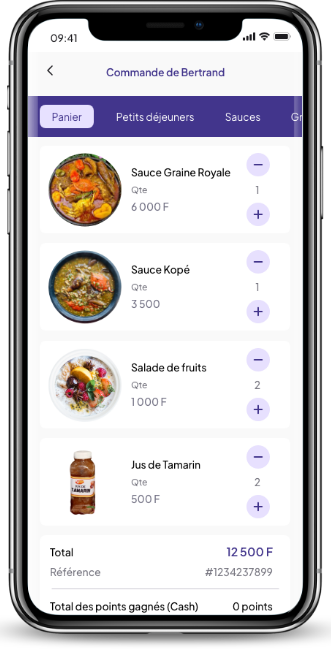 09:41
Commande de Bertrand
Panier Petits déjeuners Sauces Gr
Sauce Graine Royale
Qte 1
6 000 F
Sauce Kopé
Qte 1
3 500
Salade de fruits
Qte 2
1 000 F
Jus de Tamarin
Qte 2
500 F
TAMARIN
Total 12 500 F
Référence #1234237899
Total des points gagnés (Cash) 0 points